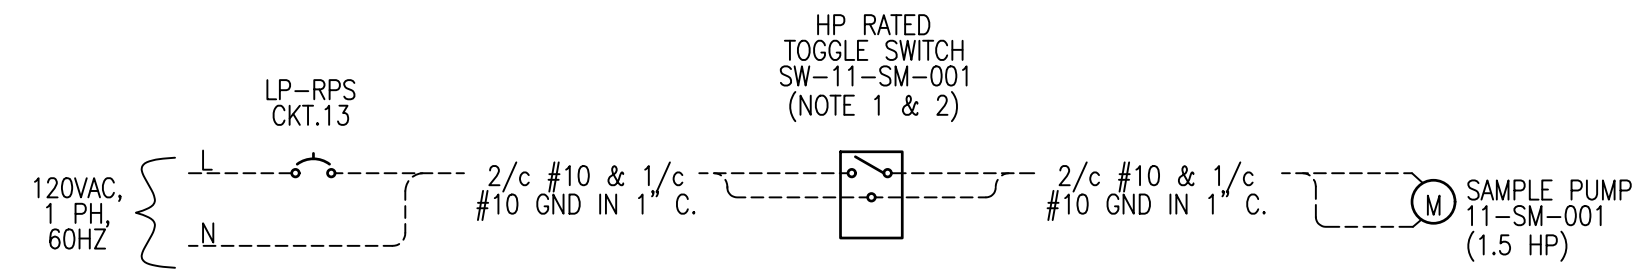 HP RATED
TOGGLE SWITCH
SW-11-SM-001
(NOTE 1 & 2)
LP-RPS
CKT.13
120VAC,
1 PH,
60HZ
L
N
2/c #10 & 1/c
#10 GND IN 1" C.
2/c #10 & 1/c
#10 GND IN 1" C.
M
SAMPLE PUMP
11-SM-001
(1.5 HP)